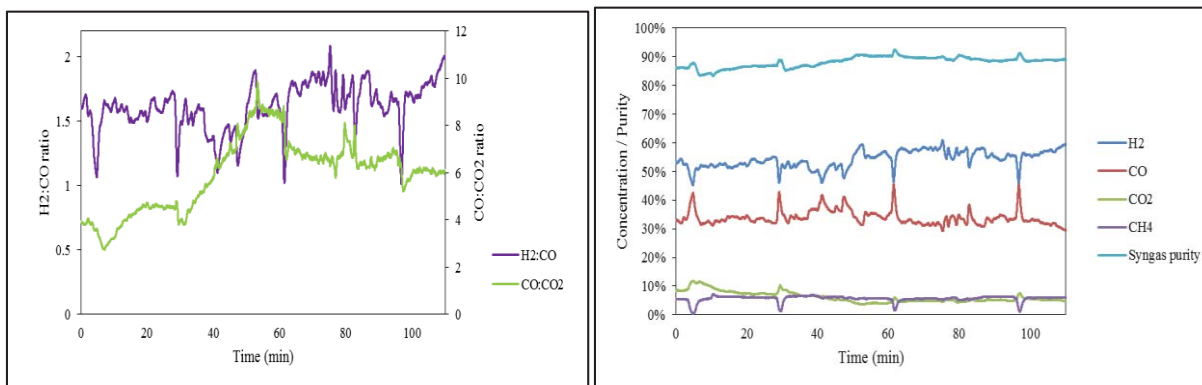 2
1.5
1
0.5
0
12
10
8
6
4
2
0
H2:CO ratio
CO:CO2 ratio
H2:CO
CO:CO2
0 20 40 60 80 100
Time (min)
100%
90%
80%
70%
60%
50%
40%
30%
20%
10%
0%
Concentration / Purity
H2
CO
CO2
CH4
Syngas purity
0 20 40 60 80 100
Time (min)